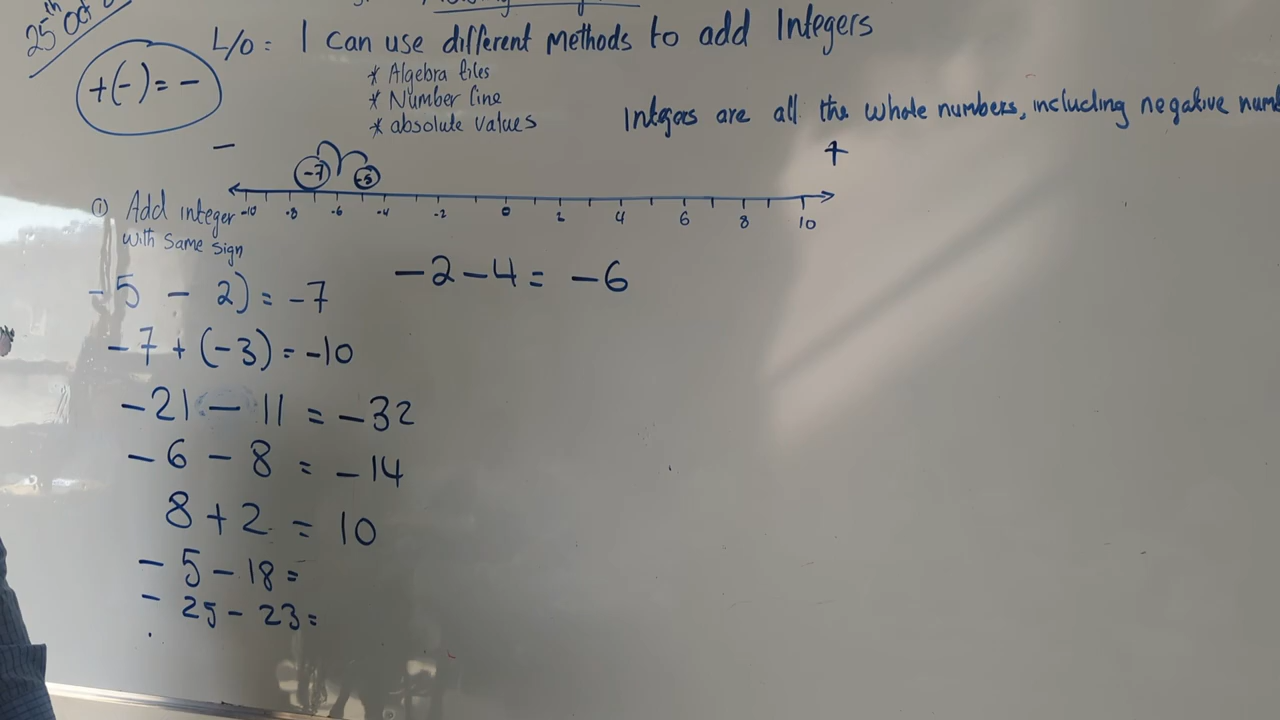 25th Oct
L/O: I can use different methods to add Integers
+(-) = -
* Algebra tiles
* Number line
* absolute values
Integers are all the whole numbers, including negative num
- +
-7 -5
-10 -8 -6 -4 -2 0 2 4 6 8 10
① Add integer
with same sign
-5 - 2) = -7
-2-4 = -6
-7 + (-3) = -10
-21 - 11 = -32
-6 - 8 = -14
8 + 2 = 10
- 5 - 18 =
- 25 - 23 =